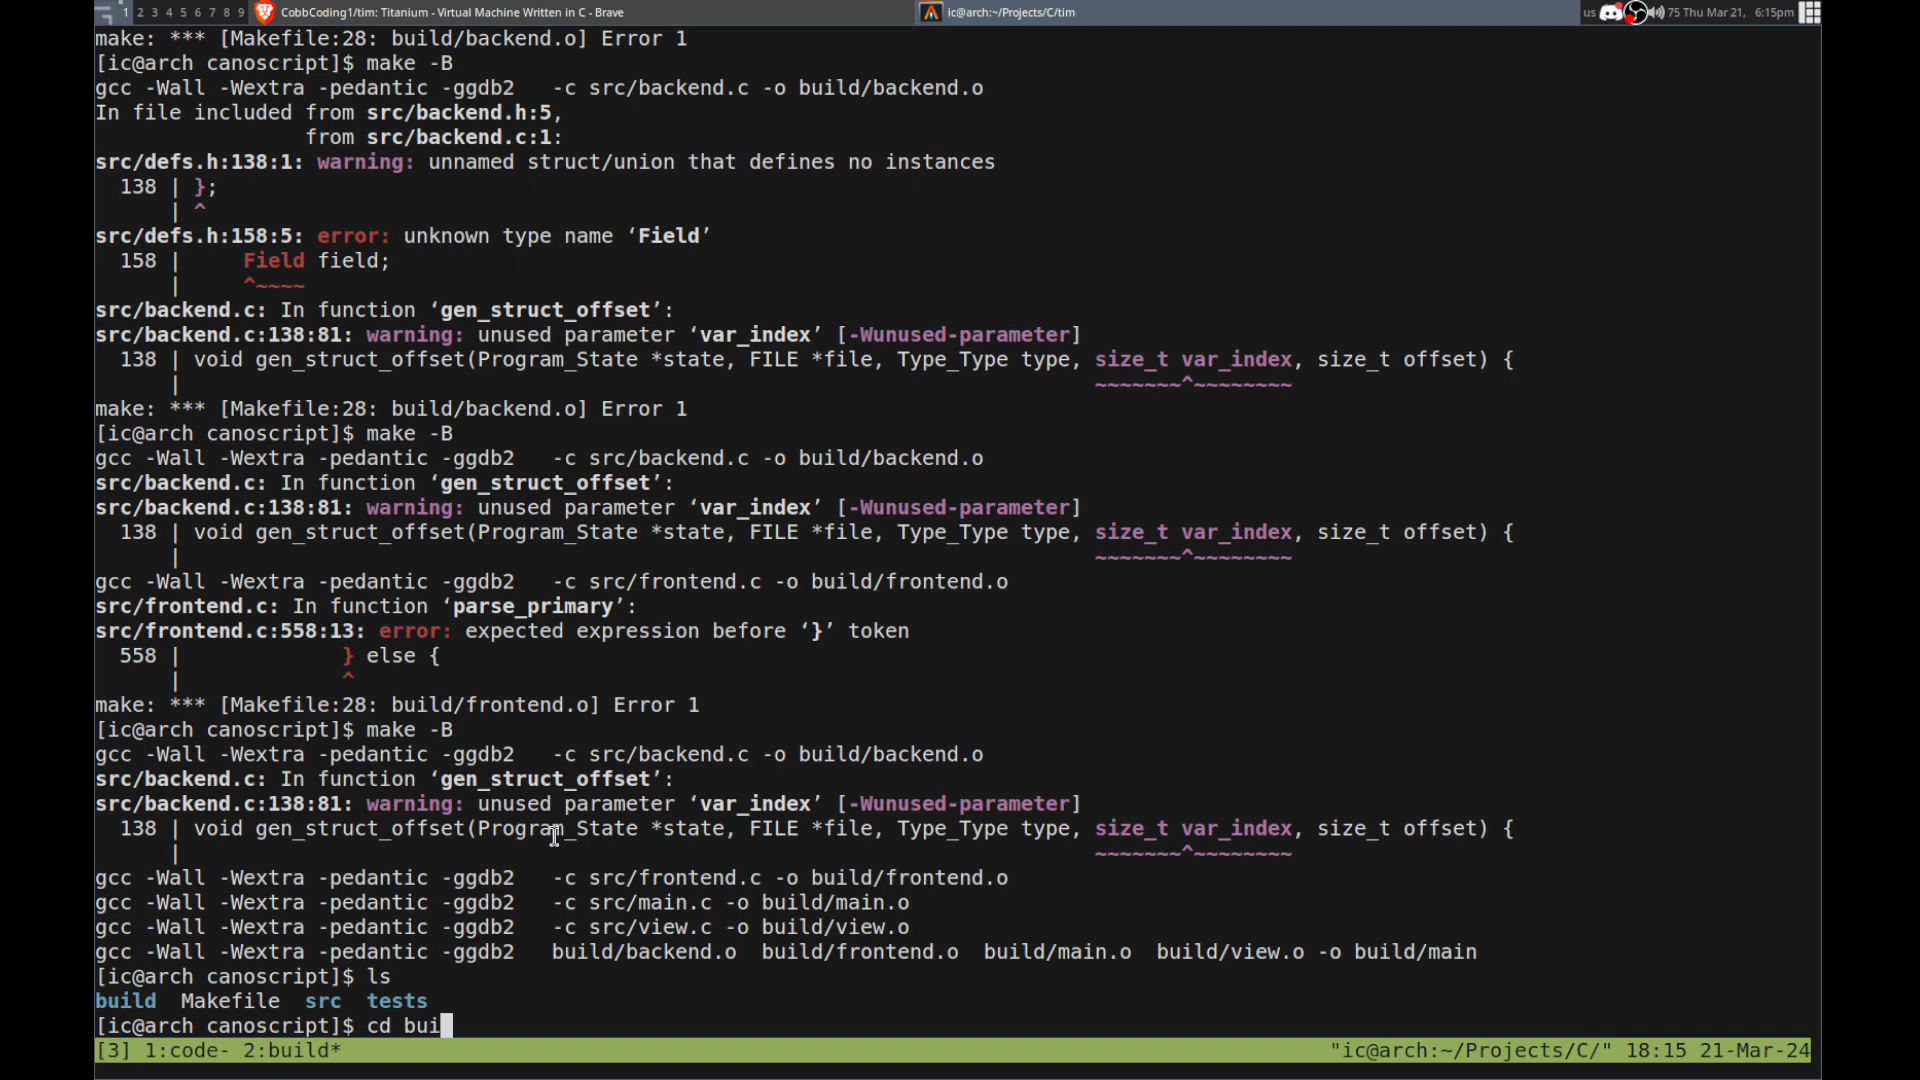 1 2 3 4 5 6 7 8 9 CobbCoding1/tim: Titanium - Virtual Machine Written in C - Brave ic@arch:~/Projects/C/tim us 75 Thu Mar 21, 6:15pm
make: *** [Makefile:28: build/backend.o] Error 1
[ic@arch canoscript]$ make -B
gcc -Wall -Wextra -pedantic -ggdb2   -c src/backend.c -o build/backend.o
In file included from src/backend.h:5,
                 from src/backend.c:1:
src/defs.h:138:1: warning: unnamed struct/union that defines no instances
  138 | };
      | ^
src/defs.h:158:5: error: unknown type name ‘Field’
  158 |     Field field;
      |     ^~~~~
src/backend.c: In function ‘gen_struct_offset’:
src/backend.c:138:81: warning: unused parameter ‘var_index’ [-Wunused-parameter]
  138 | void gen_struct_offset(Program_State *state, FILE *file, Type_Type type, size_t var_index, size_t offset) {
      |                                                                          ~~~~~~~^~~~~~~~~
make: *** [Makefile:28: build/backend.o] Error 1
[ic@arch canoscript]$ make -B
gcc -Wall -Wextra -pedantic -ggdb2   -c src/backend.c -o build/backend.o
src/backend.c: In function ‘gen_struct_offset’:
src/backend.c:138:81: warning: unused parameter ‘var_index’ [-Wunused-parameter]
  138 | void gen_struct_offset(Program_State *state, FILE *file, Type_Type type, size_t var_index, size_t offset) {
      |                                                                          ~~~~~~~^~~~~~~~~
gcc -Wall -Wextra -pedantic -ggdb2   -c src/frontend.c -o build/frontend.o
src/frontend.c: In function ‘parse_primary’:
src/frontend.c:558:13: error: expected expression before ‘}’ token
  558 |             } else {
      |             ^
make: *** [Makefile:28: build/frontend.o] Error 1
[ic@arch canoscript]$ make -B
gcc -Wall -Wextra -pedantic -ggdb2   -c src/backend.c -o build/backend.o
src/backend.c: In function ‘gen_struct_offset’:
src/backend.c:138:81: warning: unused parameter ‘var_index’ [-Wunused-parameter]
  138 | void gen_struct_offset(Program_State *state, FILE *file, Type_Type type, size_t var_index, size_t offset) {
      |                                                                          ~~~~~~~^~~~~~~~~
gcc -Wall -Wextra -pedantic -ggdb2   -c src/frontend.c -o build/frontend.o
gcc -Wall -Wextra -pedantic -ggdb2   -c src/main.c -o build/main.o
gcc -Wall -Wextra -pedantic -ggdb2   -c src/view.c -o build/view.o
gcc -Wall -Wextra -pedantic -ggdb2   build/backend.o  build/frontend.o  build/main.o  build/view.o -o build/main
[ic@arch canoscript]$ ls
build  Makefile  src  tests
[ic@arch canoscript]$ cd bui
[3] 1:code- 2:build* "ic@arch:~/Projects/C/" 18:15 21-Mar-24